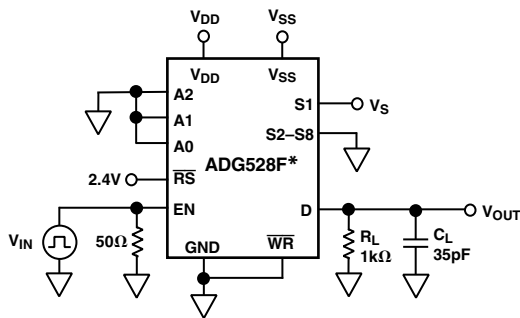 VDD
VSS
VDD
VSS
A2
A1
A0
S1
VS
S2–S8
ADG528F*
2.4V
RS
EN
D
VOUT
VIN
50Ω
GND
WR
RL
1kΩ
CL
35pF